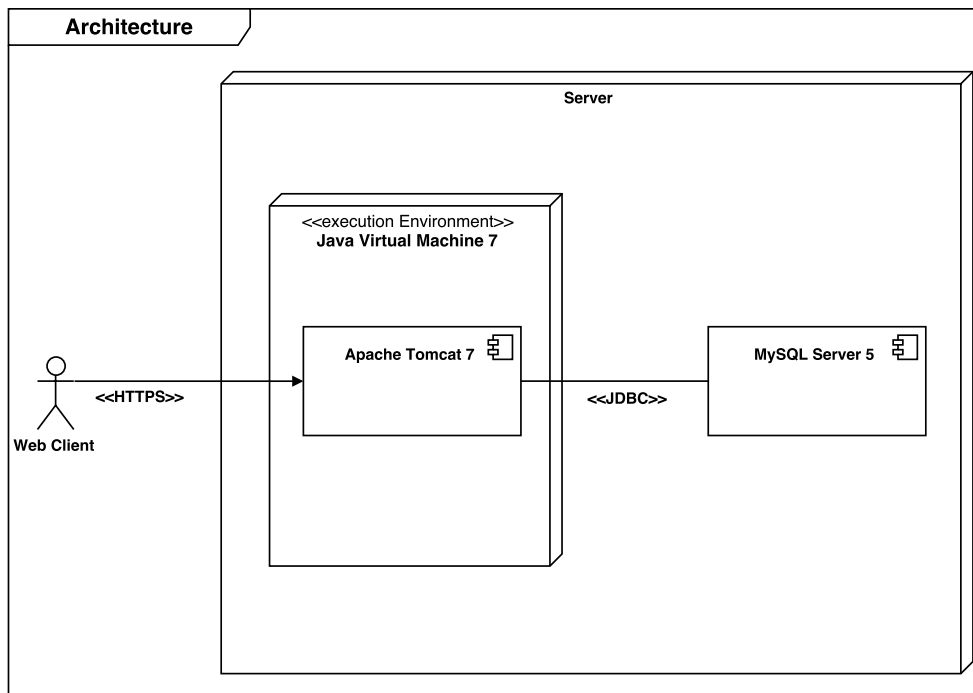 Architecture
Server
<<execution Environment>>
Java Virtual Machine 7
Apache Tomcat 7
MySQL Server 5
<<HTTPS>>
<<JDBC>>
Web Client